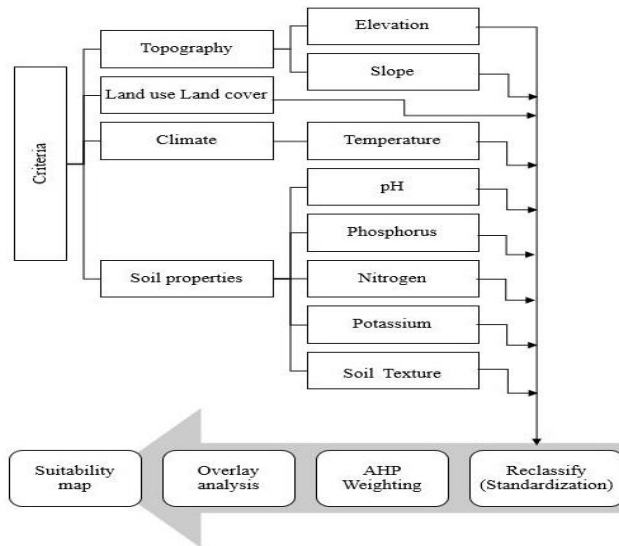 Criteria
Topography
Elevation
Slope
Land use Land cover
Climate
Temperature
Soil properties
pH
Phosphorus
Nitrogen
Potassium
Soil Texture
Suitability
map
Overlay
analysis
AHP
Weighting
Reclassify
(Standardization)